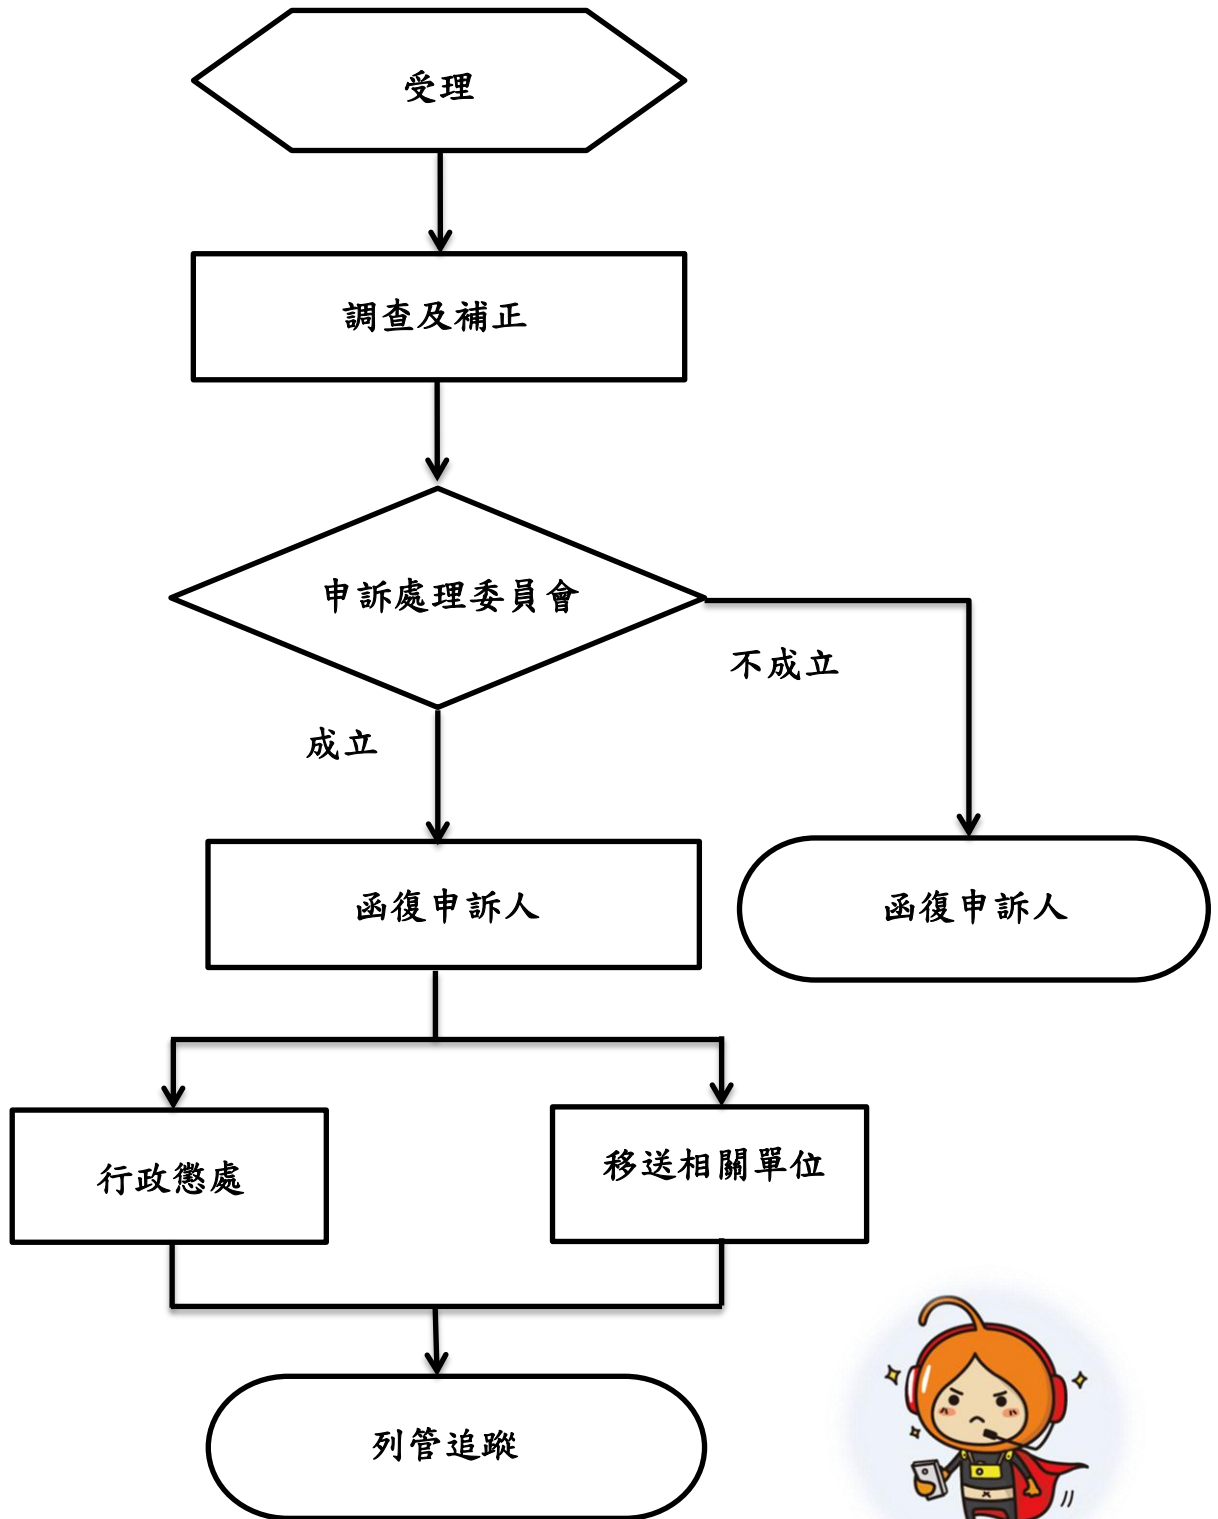 受理
調查及補正
申訴處理委員會
不成立
成立
函復申訴人
函復申訴人
行政懲處
移送相關單位
列管追蹤